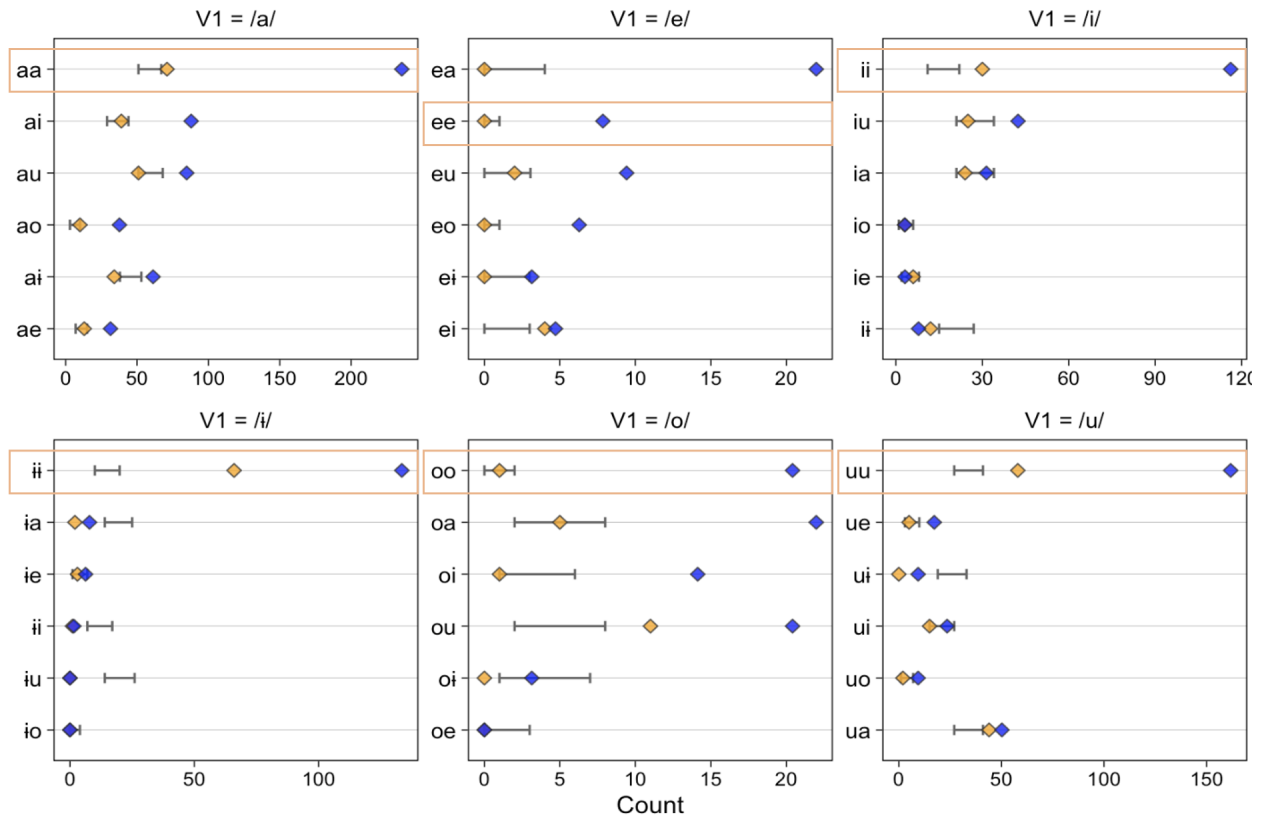 V1 = /a/
aa
ai
au
ao
aɨ
ae
0 50 100 150 200
V1 = /e/
ea
ee
eu
eo
eɨ
ei
0 5 10 15 20
V1 = /i/
ii
iu
ia
io
ie
iɨ
0 30 60 90 120
V1 = /ɨ/
ɨɨ
ɨa
ɨe
ɨi
ɨu
ɨo
0 50 100
V1 = /o/
oo
oa
oi
ou
oɨ
oe
0 5 10 15 20
V1 = /u/
uu
ue
uɨ
ui
uo
ua
0 50 100 150
Count